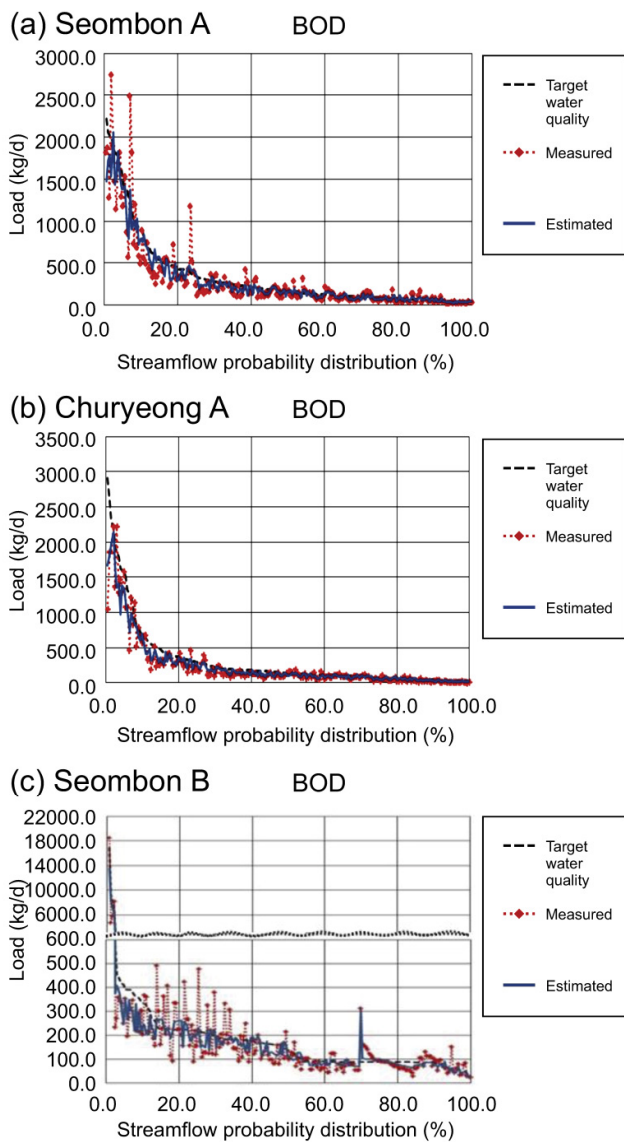 (a) Seombon A BOD
3000.0
2500.0
2000.0
1500.0
1000.0
500.0
0.0
Load (kg/d)
0.0 20.0 40.0 60.0 80.0 100.0
Streamflow probability distribution (%)
Target
water
quality
Measured
Estimated
(b) Churyeong A BOD
3500.0
3000.0
2500.0
2000.0
1500.0
1000.0
500.0
0.0
Load (kg/d)
0.0 20.0 40.0 60.0 80.0 100.0
Streamflow probability distribution (%)
Target
water
quality
Measured
Estimated
(c) Seombon B BOD
22000.0
18000.0
14000.0
10000.0
6000.0
600.0
500.0
400.0
300.0
200.0
100.0
0.0
Load (kg/d)
0.0 20.0 40.0 60.0 80.0 100.0
Streamflow probability distribution (%)
Target
water
quality
Measured
Estimated